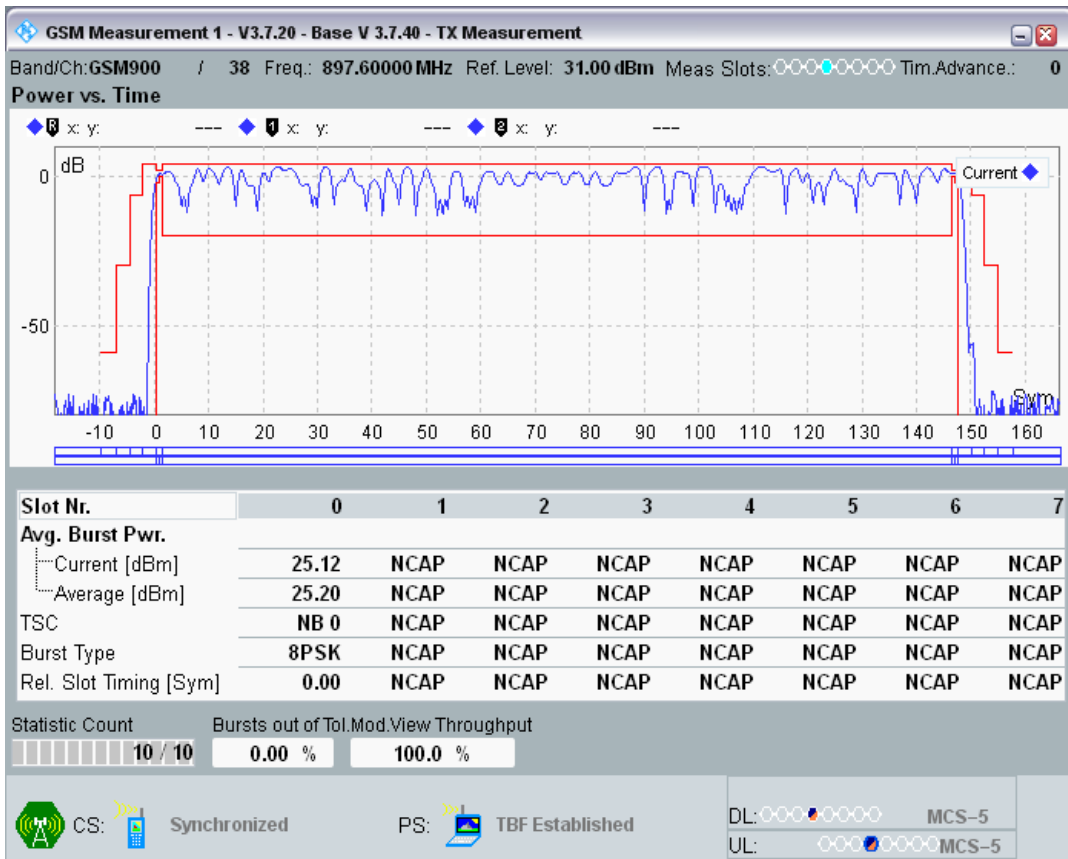 GSM Measurement 1 - V3.7.20 - Base V 3.7.40 - TX Measurement
Band/Ch:GSM900 / 38 Freq.: 897.60000 MHz Ref. Level: 31.00 dBm Meas Slots: Tim.Advance.: 0
Power vs. Time
R x: y: --- 1 x: y: --- 2 x: y: ---
dB
Current
0
-50
Sym
-10 0 10 20 30 40 50 60 70 80 90 100 110 120 130 140 150 160
Slot Nr. 0 1 2 3 4 5 6 7
Avg. Burst Pwr.
Current [dBm] 25.12 NCAP NCAP NCAP NCAP NCAP NCAP NCAP
Average [dBm] 25.20 NCAP NCAP NCAP NCAP NCAP NCAP NCAP
TSC NB 0 NCAP NCAP NCAP NCAP NCAP NCAP NCAP
Burst Type 8PSK NCAP NCAP NCAP NCAP NCAP NCAP NCAP
Rel. Slot Timing [Sym] 0.00 NCAP NCAP NCAP NCAP NCAP NCAP NCAP
Statistic Count Bursts out of Tol.Mod.View Throughput
10 / 10 0.00 % 100.0 %
CS: Synchronized PS: TBF Established
DL: MCS-5
UL: MCS-5